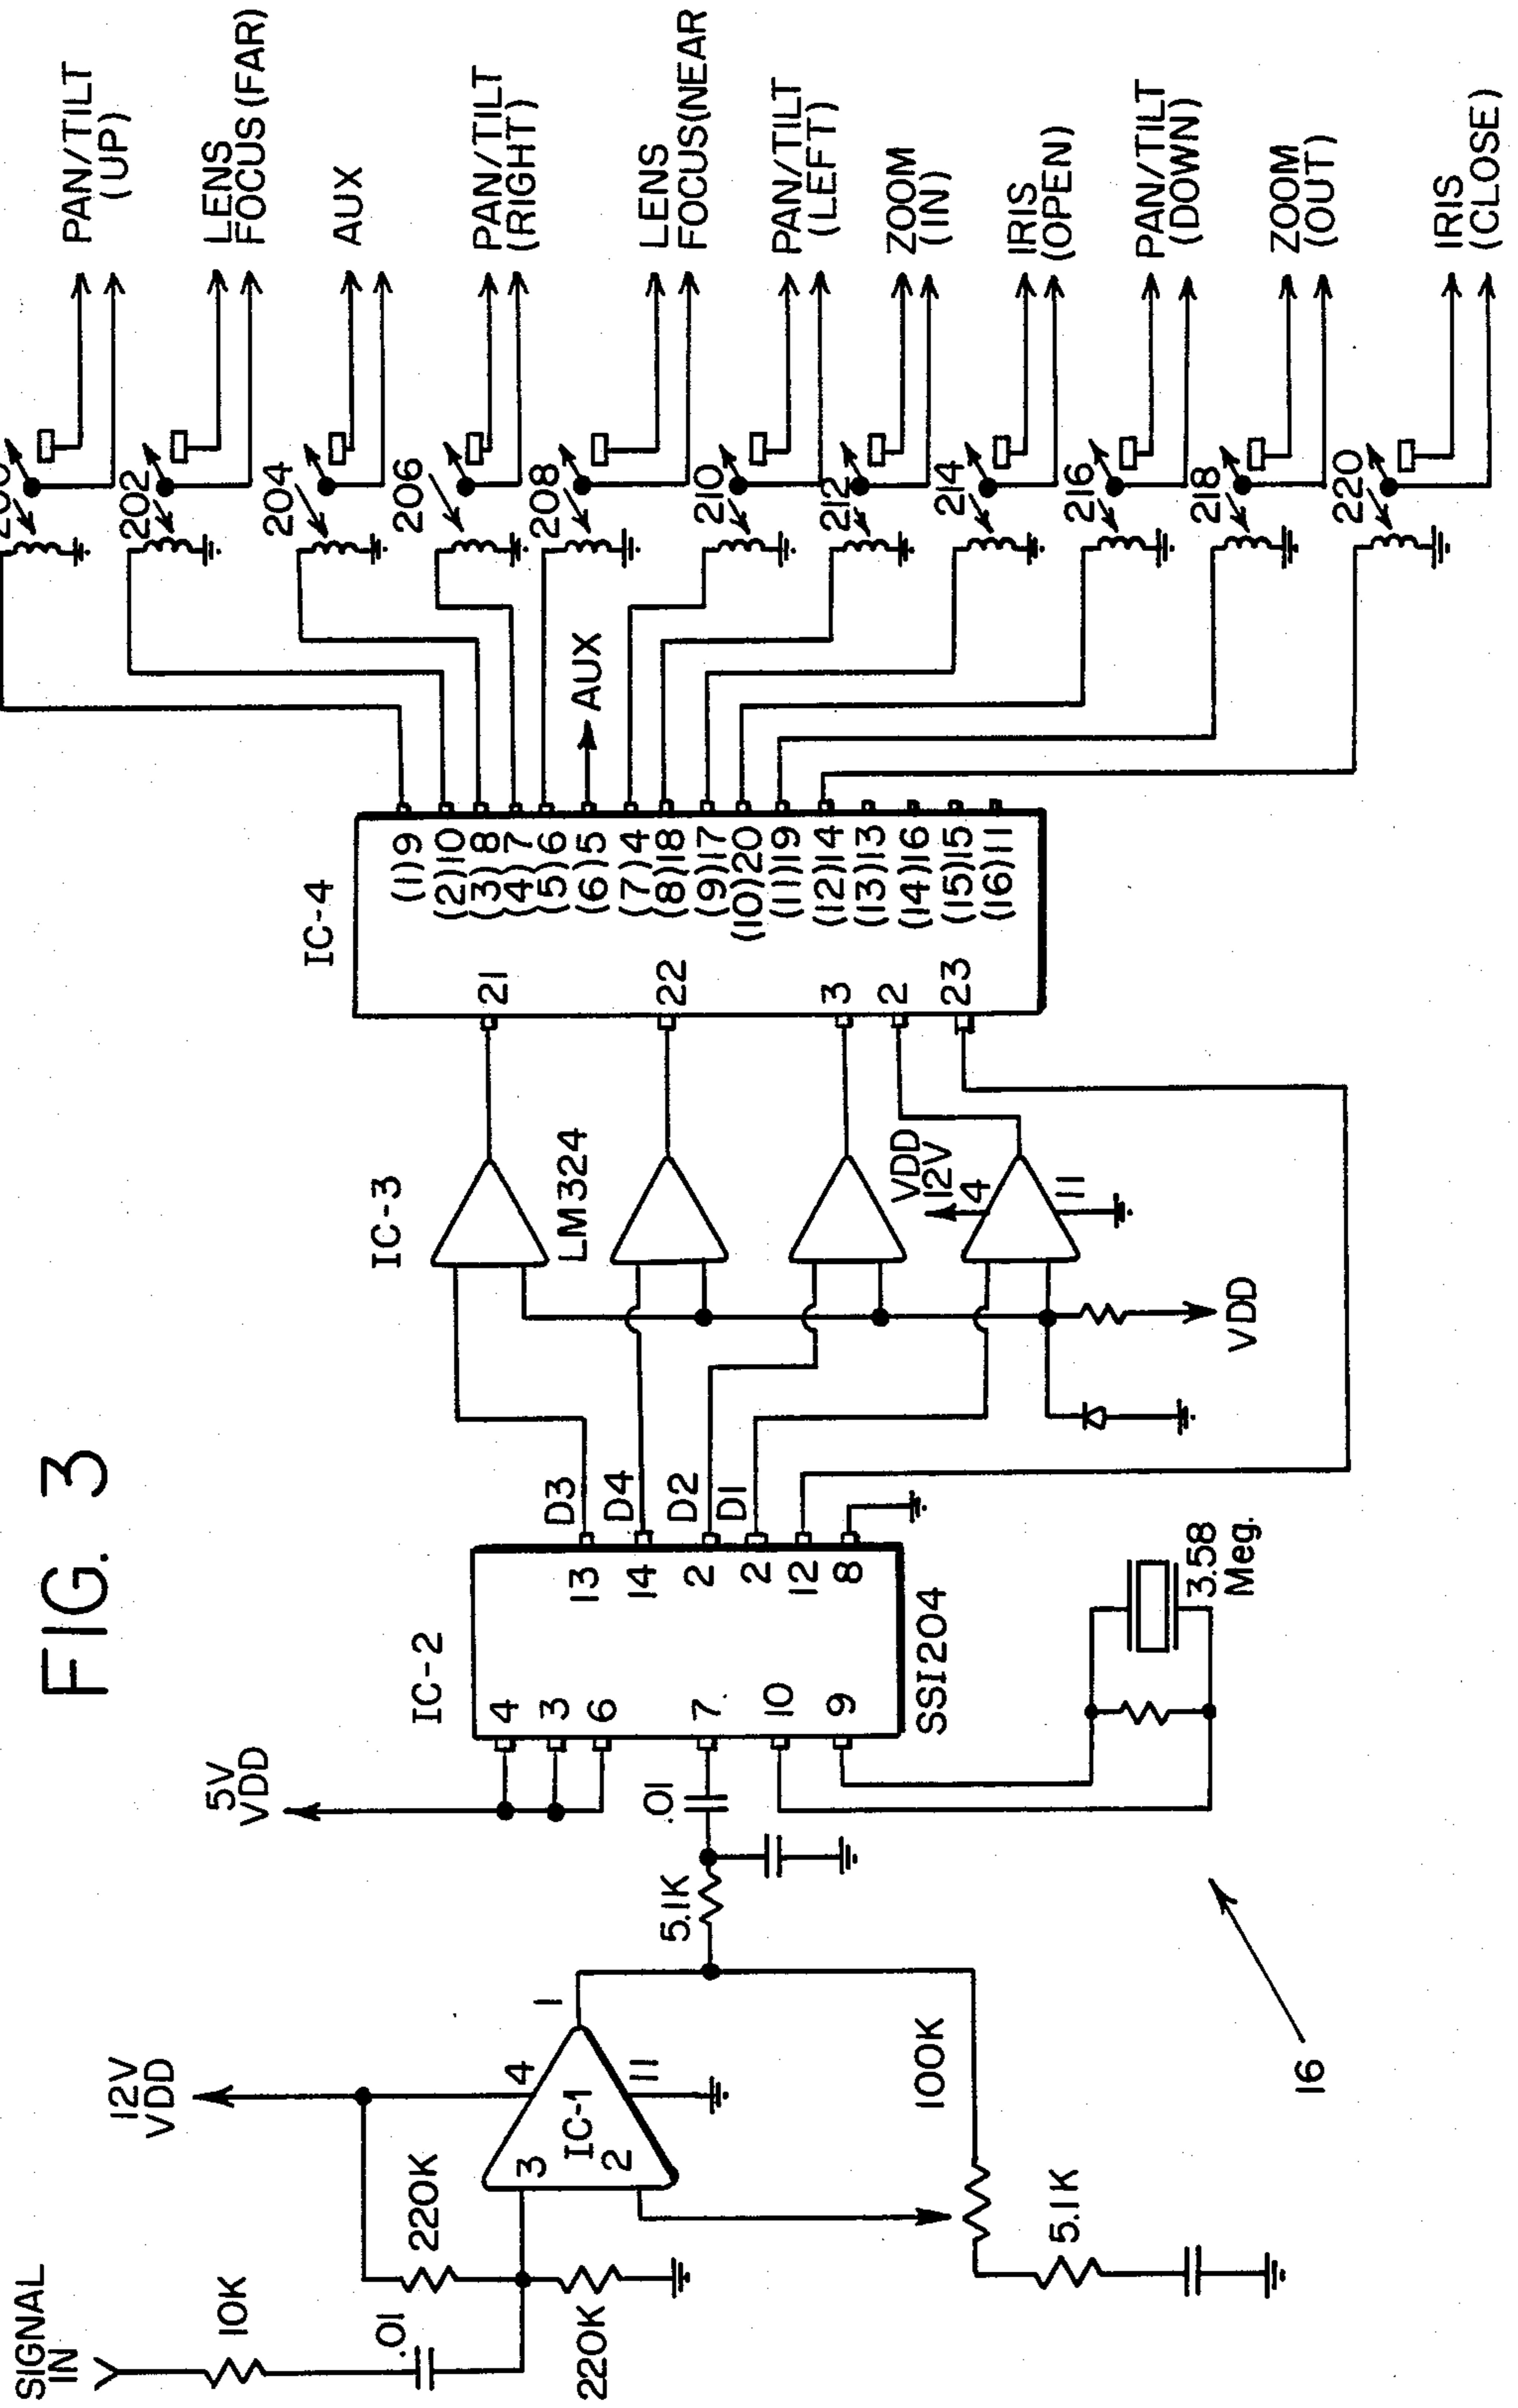 FIG. 3
SIGNAL
IN
10K
.01
220K
220K
12V
VDD
3
2
IC-1
4
11
1
100K
5.1K
5.1K
.01
16
5V
VDD
IC-2
4
3
6
7
10
9
13
14
2
2
12
8
SSI204
3.58
Meg.
D3
D4
D2
D1
IC-3
LM324
VDD
12V
4
11
VDD
IC-4
21
22
3
2
23
(1)9
(2)10
(3)8
(4)7
(5)6
(6)5
(7)4
(8)18
(9)17
(10)20
(11)19
(12)14
(13)13
(14)16
(15)15
(16)11
AUX
202
204
206
208
210
212
214
216
218
220
PAN/TILT
(UP)
LENS
FOCUS(FAR)
AUX
PAN/TILT
(RIGHT)
LENS
FOCUS(NEAR
PAN/TILT
(LEFT)
ZOOM
(IN)
IRIS
(OPEN)
PAN/TILT
(DOWN)
ZOOM
(OUT)
IRIS
(CLOSE)